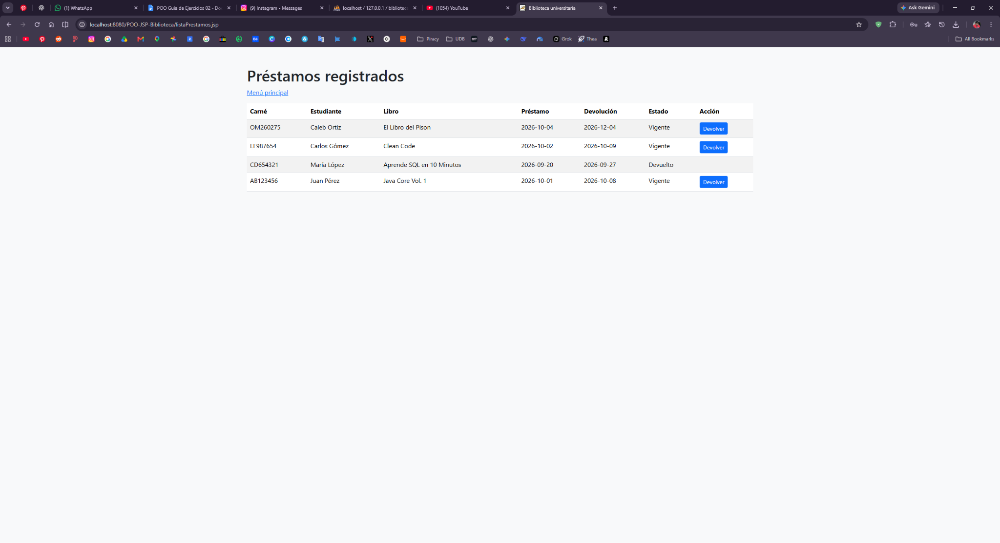 (1) WhatsApp
POO Guia de Ejercicios 02 - Do
(9) Instagram • Messages
localhost / 127.0.0.1 / bibliotec
(1054) YouTube
Biblioteca universitaria
Ask Gemini
localhost:8080/POO-JSP-Biblioteca/listaPrestamos.jsp
Piracy
UDB
mt
Grok
Thea
All Bookmarks
Préstamos registrados
Menú principal
Carné Estudiante Libro Préstamo Devolución Estado Acción
OM260275 Caleb Ortiz El Libro del Pison 2026-10-04 2026-12-04 Vigente Devolver
EF987654 Carlos Gómez Clean Code 2026-10-02 2026-10-09 Vigente Devolver
CD654321 María López Aprende SQL en 10 Minutos 2026-09-20 2026-09-27 Devuelto
AB123456 Juan Pérez Java Core Vol. 1 2026-10-01 2026-10-08 Vigente Devolver